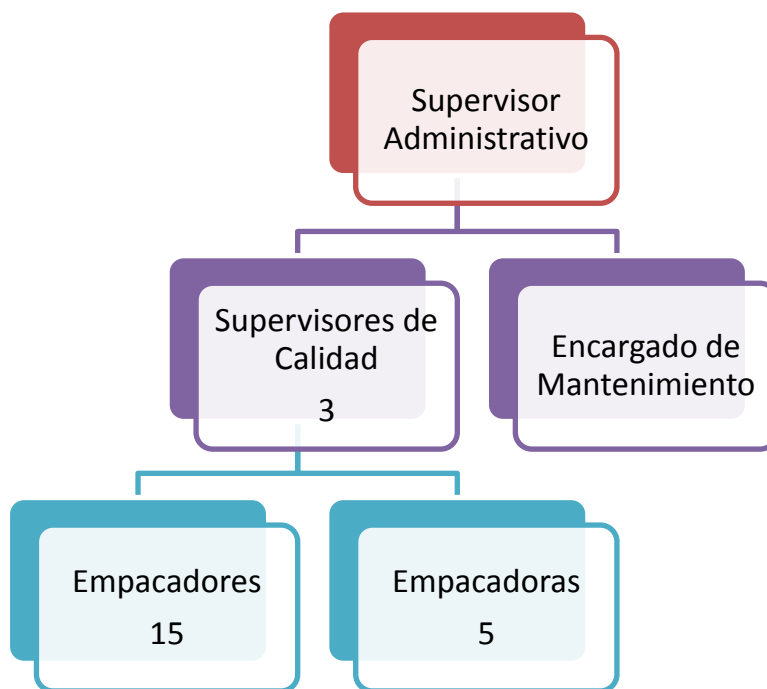 Supervisor
Administrativo
Supervisores de
Calidad
3
Encargado de
Mantenimiento
Empacadores
15
Empacadoras
5